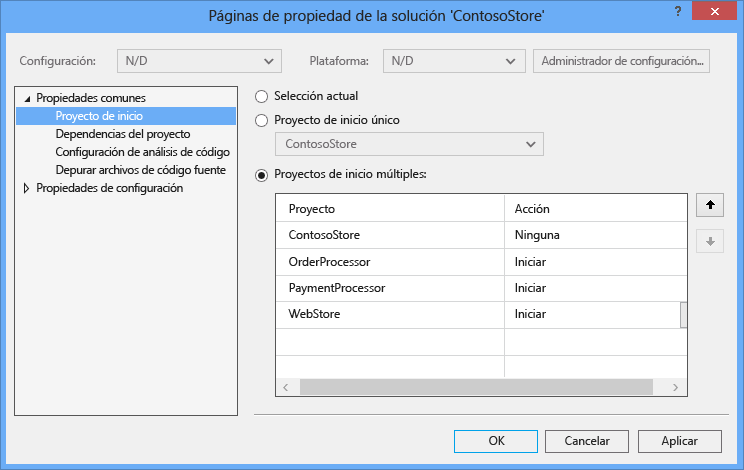 Páginas de propiedad de la solución 'ContosoStore'
?
Configuración: N/D Plataforma: N/D Administrador de configuración...
Propiedades comunes
Proyecto de inicio
Dependencias del proyecto
Configuración de análisis de código
Depurar archivos de código fuente
Propiedades de configuración
Selección actual
Proyecto de inicio único
ContosoStore
Proyectos de inicio múltiples:
Proyecto Acción
ContosoStore Ninguna
OrderProcessor Iniciar
PaymentProcessor Iniciar
WebStore Iniciar
OK Cancelar Aplicar